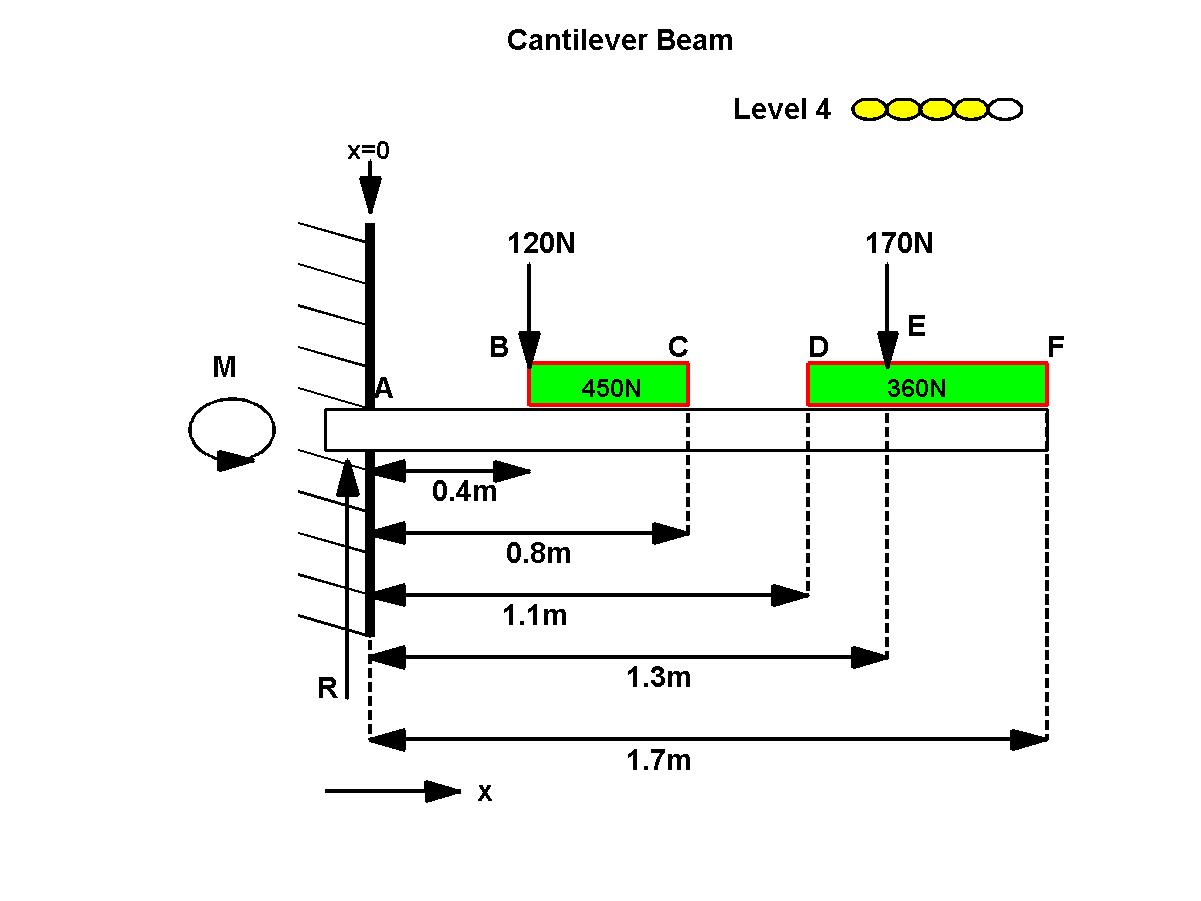 Cantilever Beam
Level 4
x=0
120N
170N
E
B
C
D
F
M
A
450N
360N
0.4m
0.8m
1.1m
1.3m
R
1.7m
x